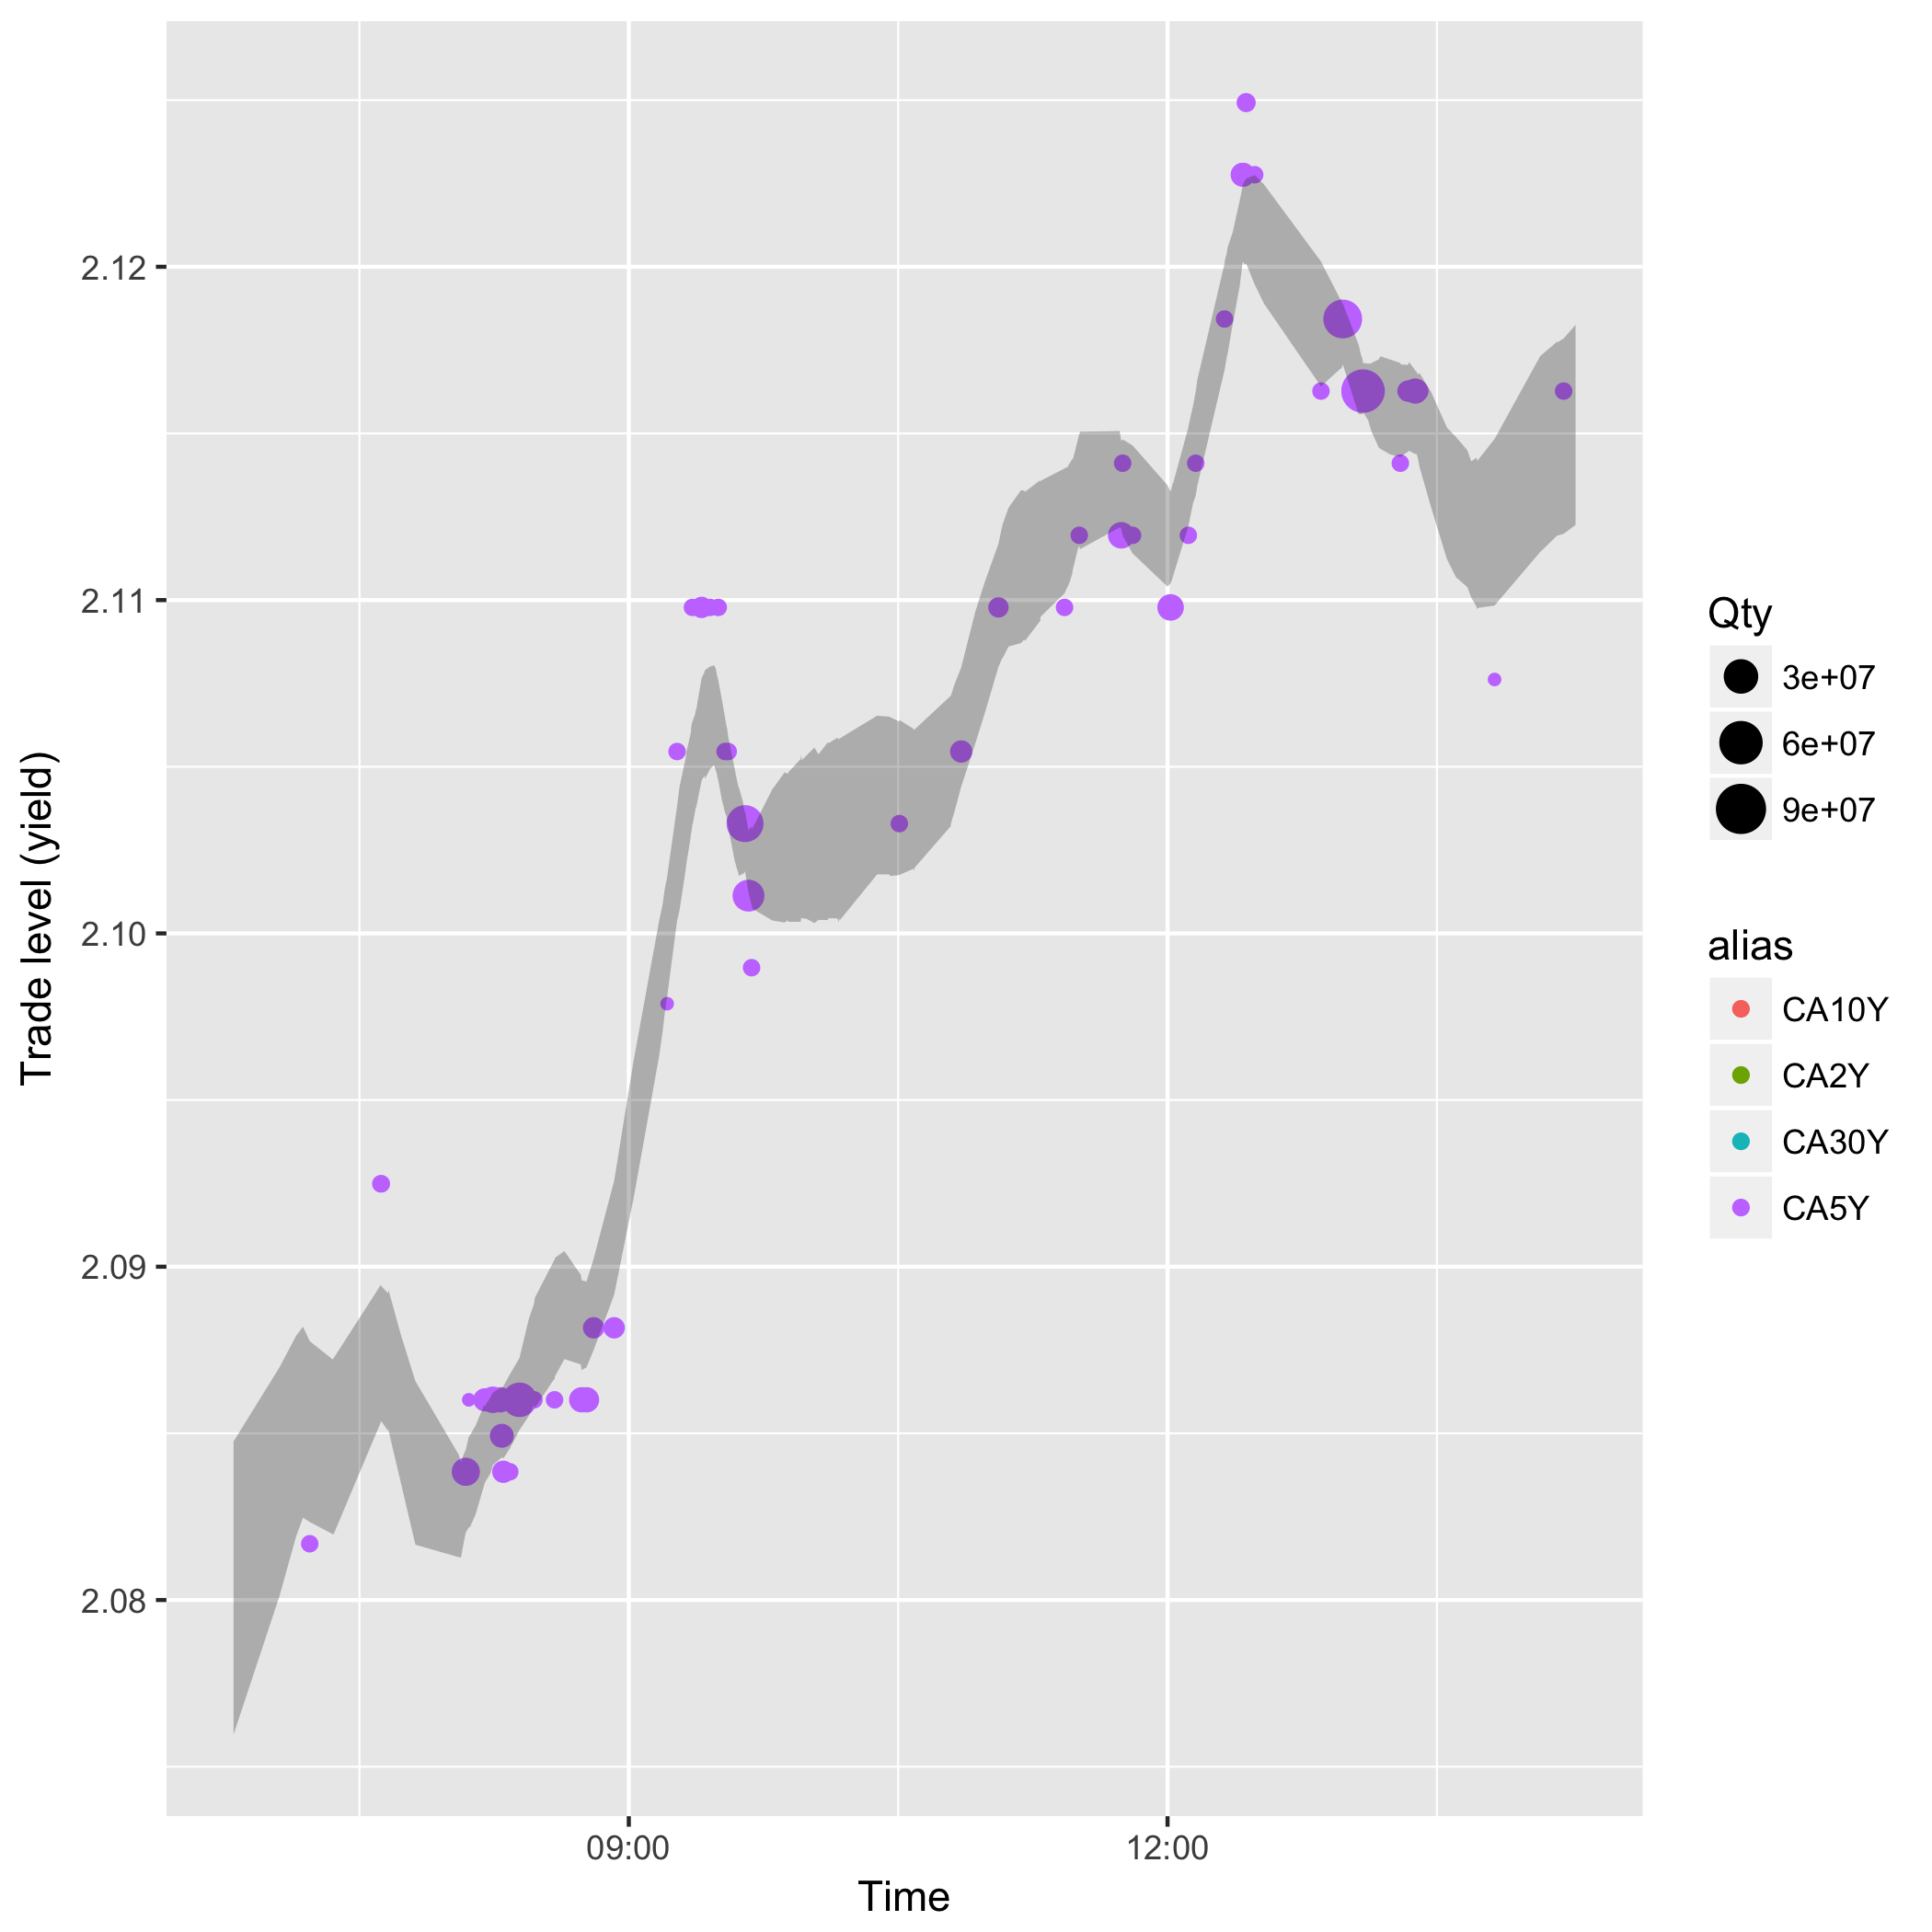 2.12
2.11
2.10
2.09
2.08
Trade level (yield)
09:00
12:00
Time
Qty
3e+07
6e+07
9e+07
alias
CA10Y
CA2Y
CA30Y
CA5Y